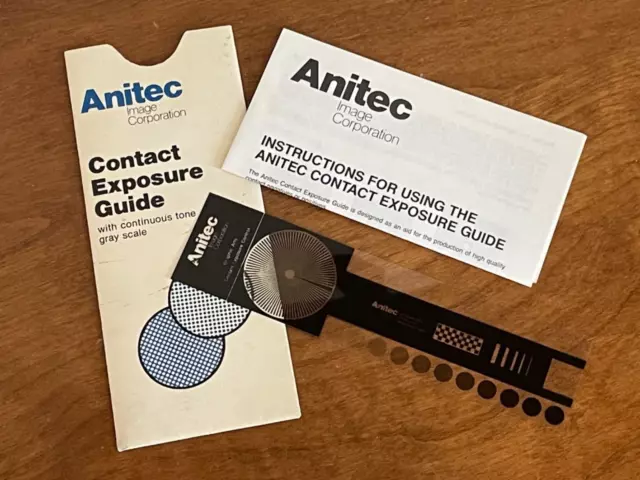 Anitec
Image
Corporation
Contact
Exposure
Guide
with continuous tone
gray scale
Anitec
Image
Corporation
INSTRUCTIONS FOR USING THE
ANITEC CONTACT EXPOSURE GUIDE
The Anitec Contact Exposure Guide is designed as an aid for the production of high quality
Anitec
Image
Corporation
Anitec